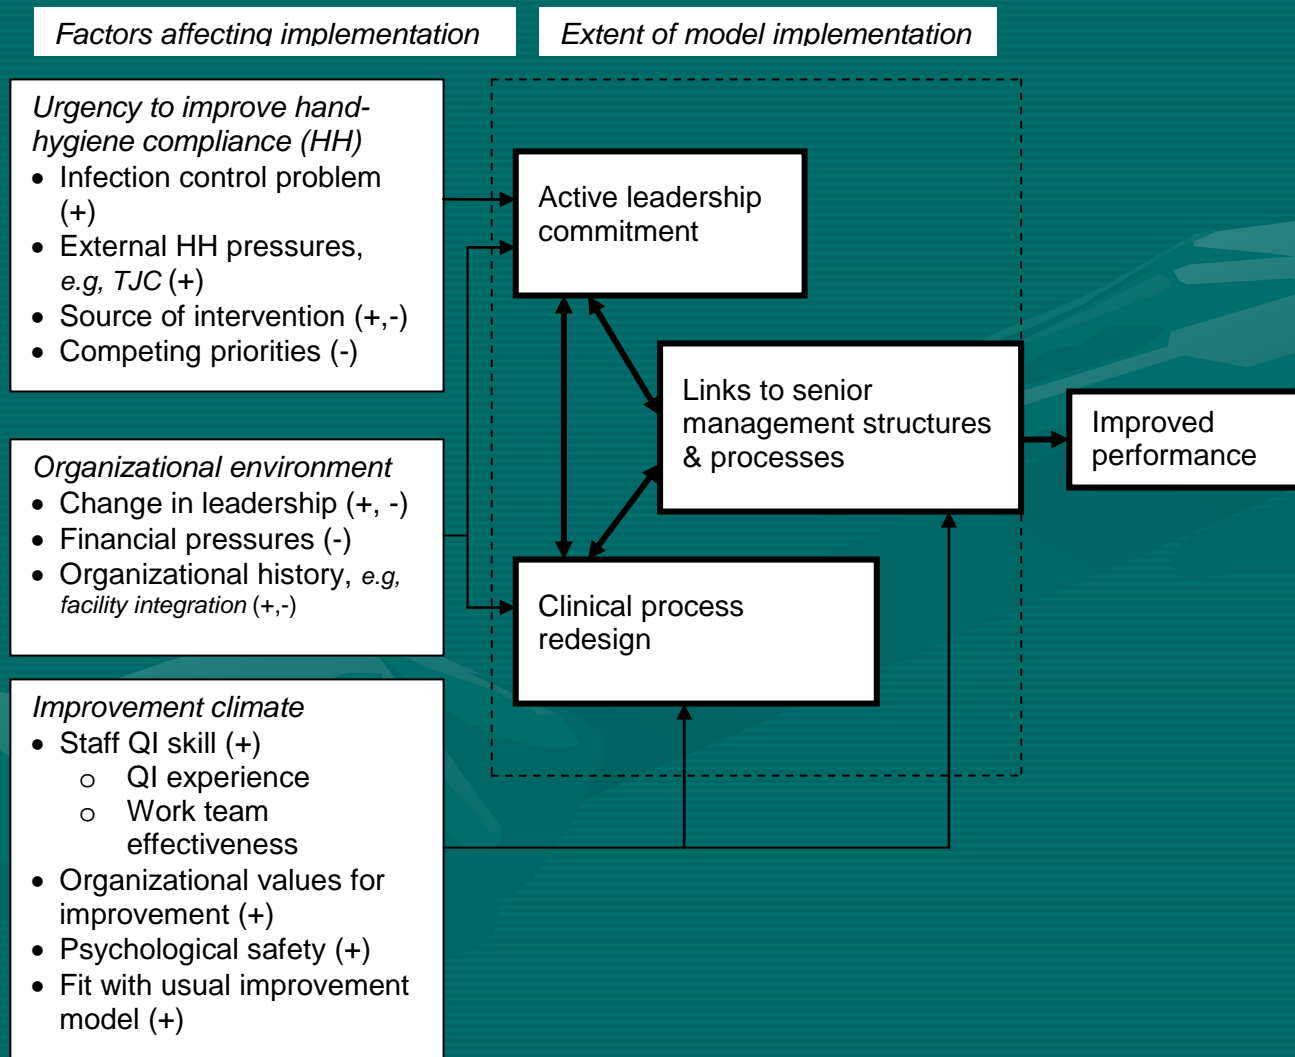 Factors affecting implementation
Extent of model implementation
Urgency to improve hand-
hygiene compliance (HH)
• Infection control problem
(+)
• External HH pressures,
e.g, TJC (+)
• Source of intervention (+,-)
• Competing priorities (-)
Organizational environment
• Change in leadership (+, -)
• Financial pressures (-)
• Organizational history, e.g,
facility integration (+,-)
Improvement climate
• Staff QI skill (+)
o QI experience
o Work team
effectiveness
• Organizational values for
improvement (+)
• Psychological safety (+)
• Fit with usual improvement
model (+)
Active leadership
commitment
Links to senior
management structures
& processes
Clinical process
redesign
Improved
performance